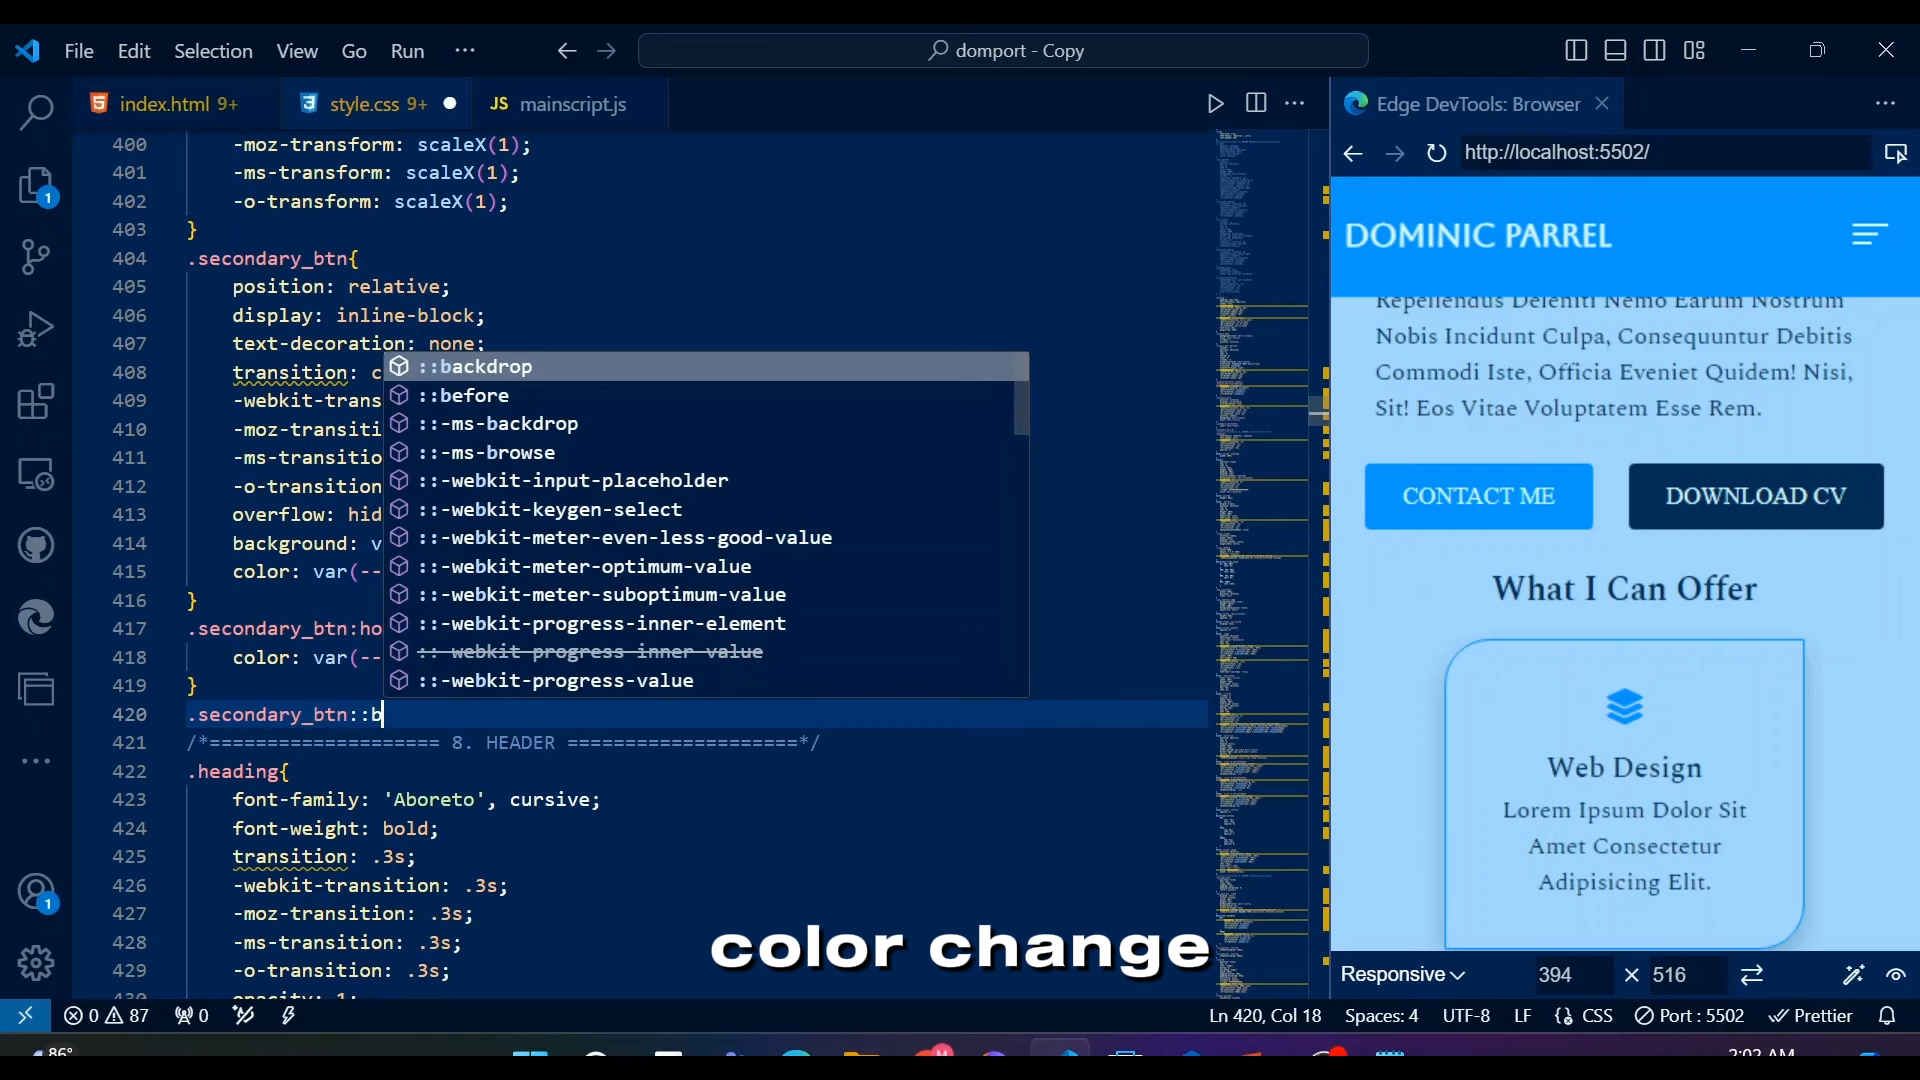 File Edit Selection View Go Run ··· domport - Copy
index.html 9+ style.css 9+ JS mainscript.js
Edge DevTools: Browser
http://localhost:5502/
400 -moz-transform: scaleX(1);
401 -ms-transform: scaleX(1);
402 -o-transform: scaleX(1);
403 }
404 .secondary_btn{
405 position: relative;
406 display: inline-block;
407 text-decoration: none;
408 transition: c
409 -webkit-trans
410 -moz-transiti
411 -ms-transitio
412 -o-transition
413 overflow: hid
414 background: v
415 color: var(--
416 }
417 .secondary_btn:ho
418 color: var(--
419 }
420 .secondary_btn::b
421 /*==================== 8. HEADER ====================*/
422 .heading{
423 font-family: 'Aboreto', cursive;
424 font-weight: bold;
425 transition: .3s;
426 -webkit-transition: .3s;
427 -moz-transition: .3s;
428 -ms-transition: .3s;
429 -o-transition: .3s;
430 opacity: 1;
::backdrop
::before
::-ms-backdrop
::-ms-browse
::-webkit-input-placeholder
::-webkit-keygen-select
::-webkit-meter-even-less-good-value
::-webkit-meter-optimum-value
::-webkit-meter-suboptimum-value
::-webkit-progress-inner-element
::-webkit-progress-inner-value
::-webkit-progress-value
1
1
DOMINIC PARREL
Repellendus Deleniti Nemo Earum Nostrum
Nobis Incidunt Culpa, Consequuntur Debitis
Commodi Iste, Officia Eveniet Quidem! Nisi,
Sit! Eos Vitae Voluptatem Esse Rem.
CONTACT ME DOWNLOAD CV
What I Can Offer
Web Design
Lorem Ipsum Dolor Sit
Amet Consectetur
Adipisicing Elit.
color change
Responsive 394 × 516
0 87 0 Ln 420, Col 18 Spaces: 4 UTF-8 LF {} CSS Port : 5502 Prettier
86° 2:02 AM